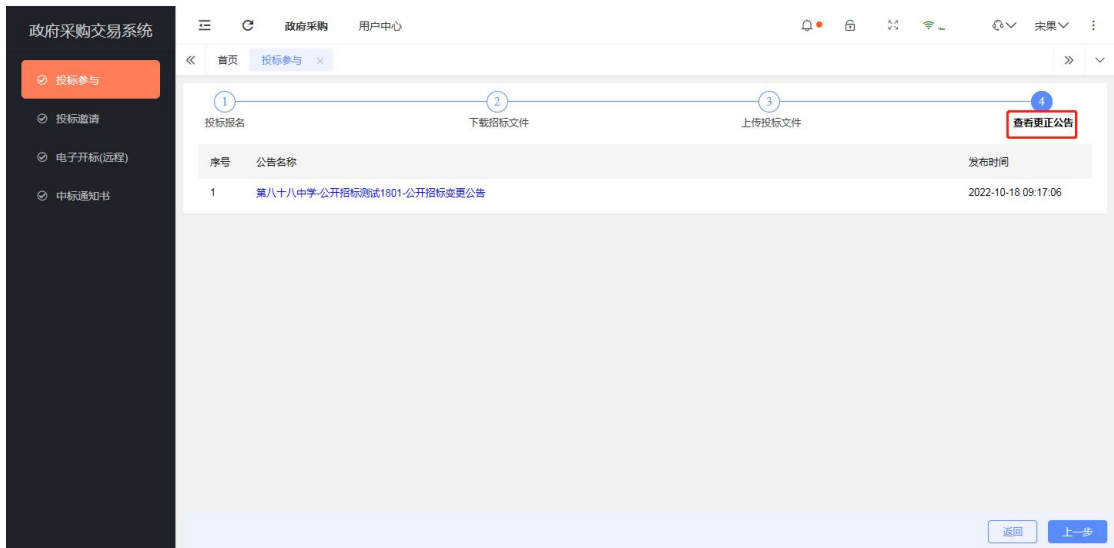 政府采购交易系统
政府采购
用户中心
宋果
首页
投标参与
投标参与
投标邀请
电子开标(远程)
中标通知书
1
2
3
4
投标报名
下载招标文件
上传投标文件
查看更正公告
序号
公告名称
发布时间
1
第八十八中学-公开招标测试1801-公开招标变更公告
2022-10-18 09:17:06
返回
上一步